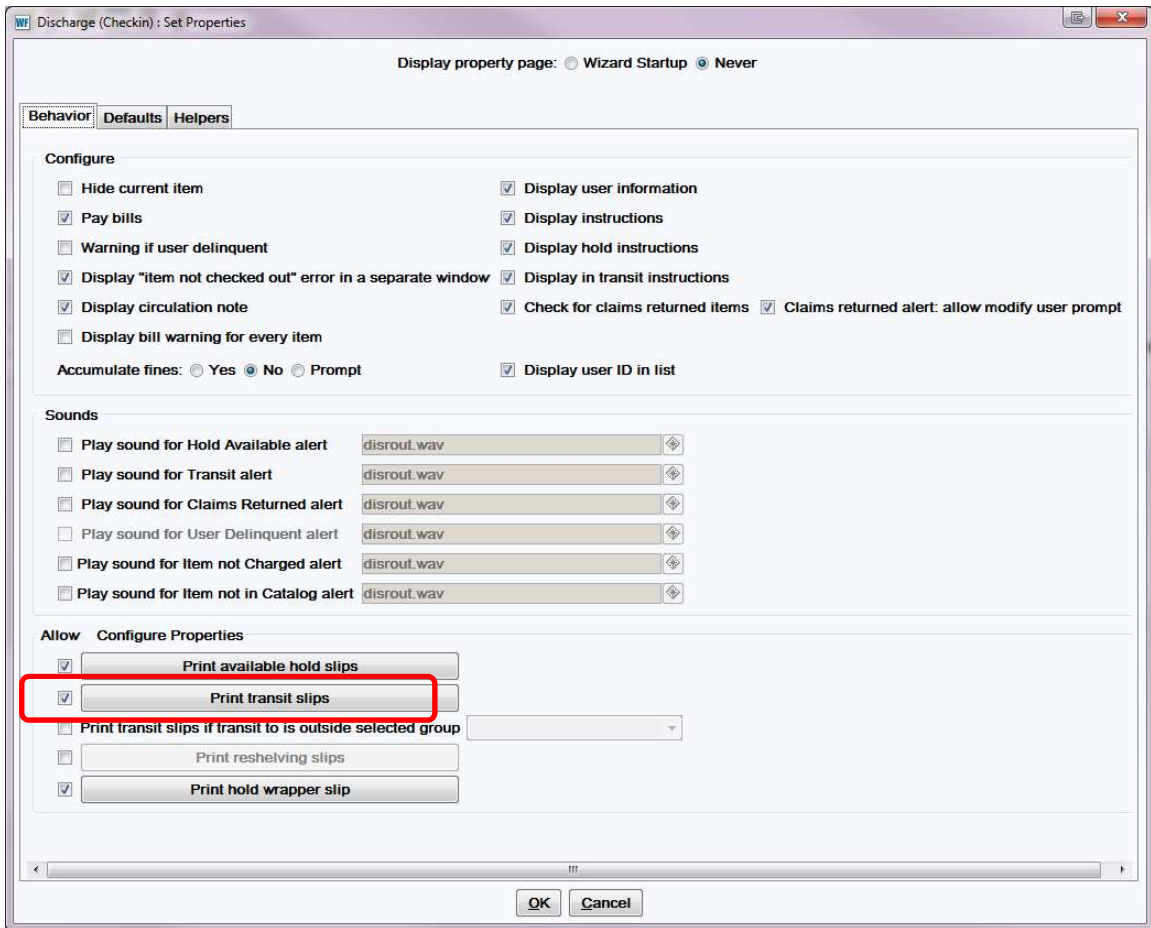 WF Discharge (Checkin) : Set Properties
Display property page: Wizard Startup Never
Behavior Defaults Helpers
Configure
Hide current item Display user information
Pay bills Display instructions
Warning if user delinquent Display hold instructions
Display "item not checked out" error in a separate window Display in transit instructions
Display circulation note Check for claims returned items Claims returned alert: allow modify user prompt
Display bill warning for every item
Accumulate fines: Yes No Prompt Display user ID in list
Sounds
Play sound for Hold Available alert disrout.wav
Play sound for Transit alert disrout.wav
Play sound for Claims Returned alert disrout.wav
Play sound for User Delinquent alert disrout.wav
Play sound for Item not Charged alert disrout.wav
Play sound for Item not in Catalog alert disrout.wav
Allow Configure Properties
Print available hold slips
Print transit slips
Print transit slips if transit to is outside selected group
Print reshelving slips
Print hold wrapper slip
OK Cancel